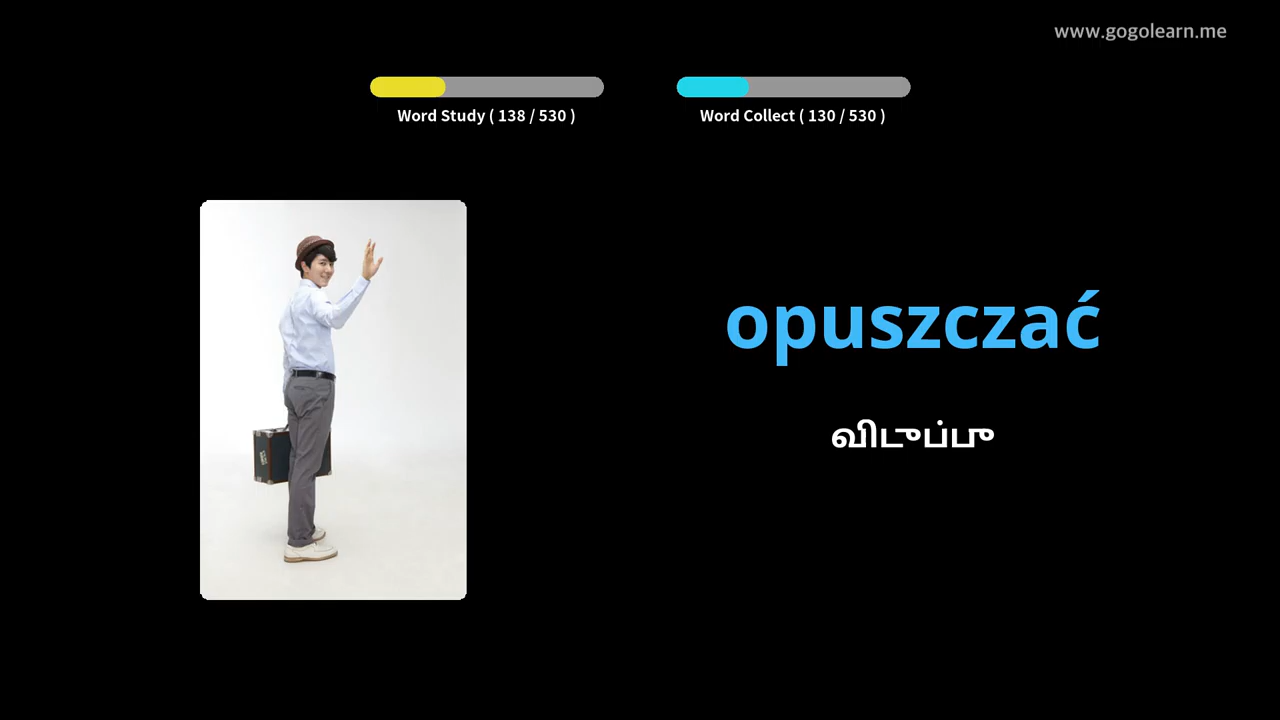 www.gogolearn.me
Word Study ( 138 / 530 )
Word Collect ( 130 / 530 )
opuszczać
விடுப்பு